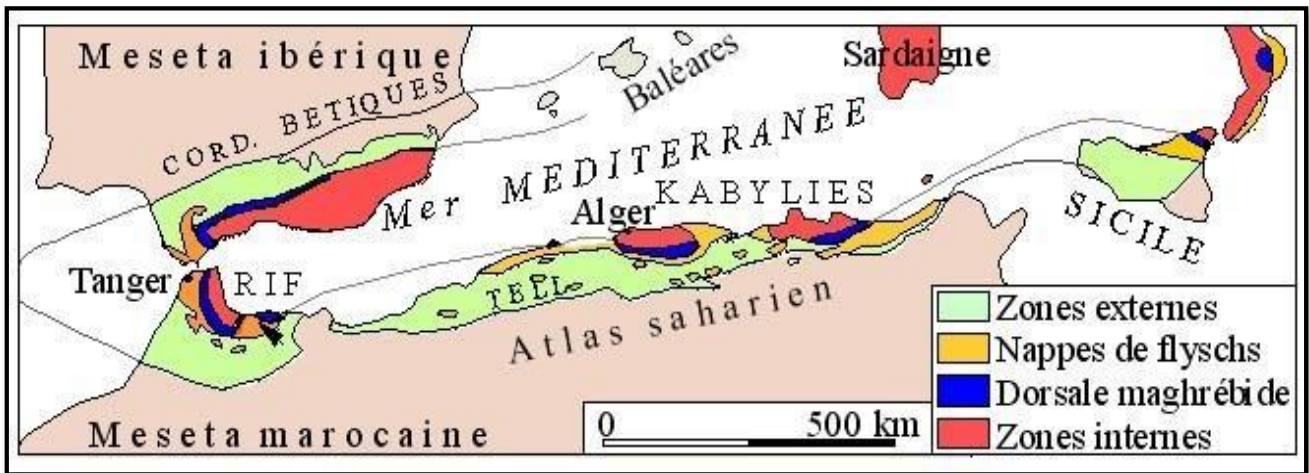 Meseta ibérique
CORD. BETIQUES
Baléares
Sardaigne
Mer MEDITERRANEE
KABYLIES
Alger
SICILE
Tanger
RIF
TELL
Atlas saharien
Meseta marocaine
0 500 km
Zones externes
Nappes de flyschs
Dorsale maghrébide
Zones internes